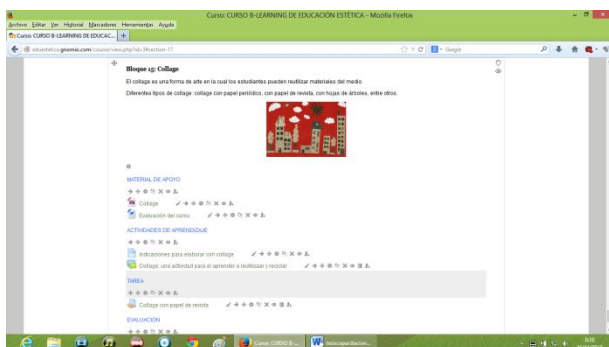 Curso: CURSO B-LEARNING DE EDUCACIÓN ESTÉTICA - Mozilla Firefox
Archivo Editar Ver Historial Marcadores Herramientas Ayuda
Curso: CURSO B-LEARNING DE EDUCAC...
Google
Bloque 15: Collage
El collage es una forma de arte en la cual los estudiantes pueden reutilizar materiales del medio.
Diferentes tipos de collage: collage con papel periódico, con papel de revista, con hojas de árboles, entre otros.
MATERIAL DE APOYO
Collage
Evaluación del curso
ACTIVIDADES DE APRENDIZAJE
Indicaciones para elaborar con collage
Collage: una actividad para el aprender a reutilizar y reciclar
TAREA
Collage con papel de revista
EVALUACIÓN
Curso: CURSO B-...